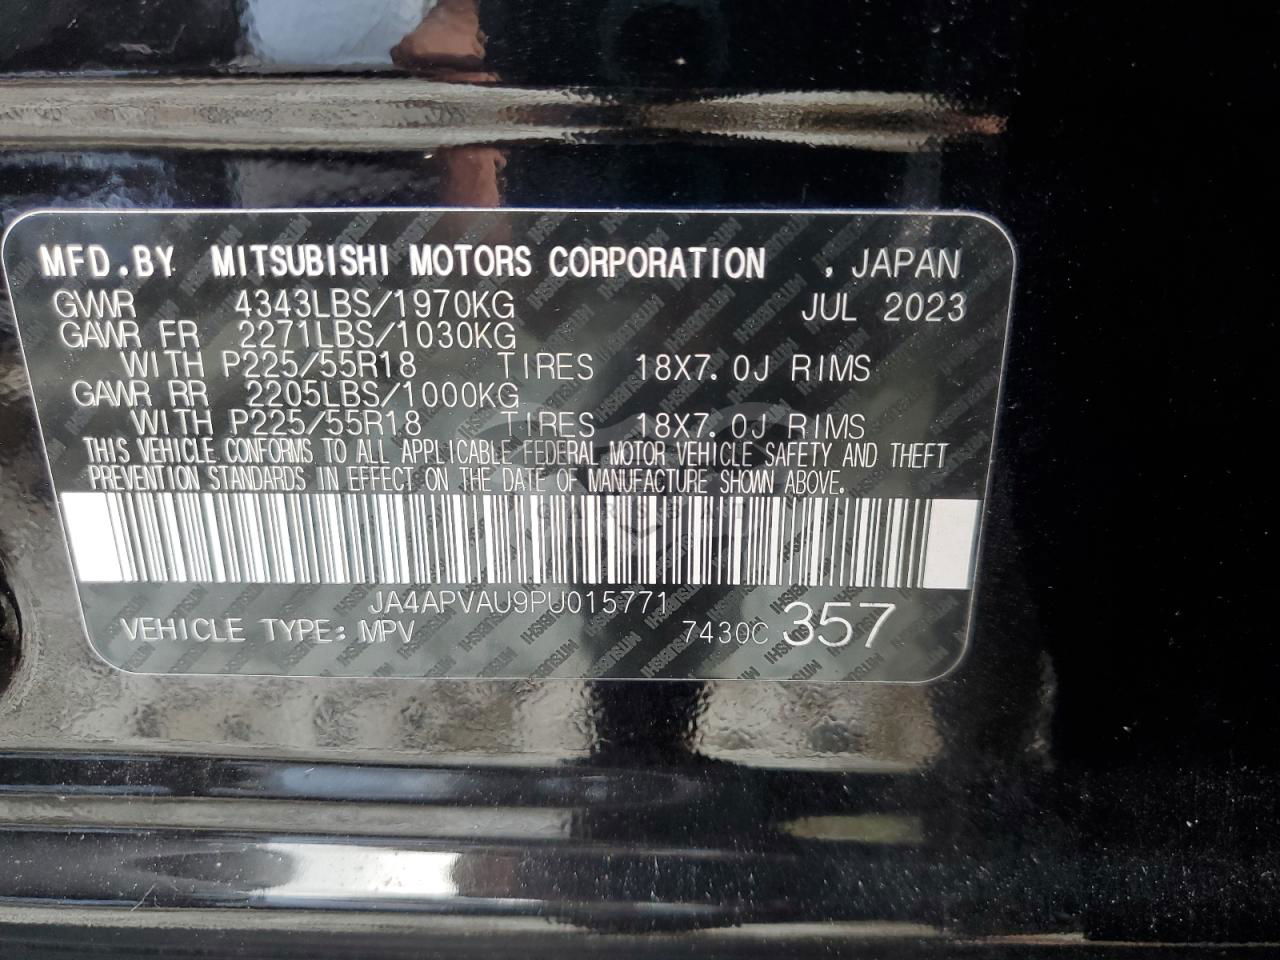 MFD.BY MITSUBISHI MOTORS CORPORATION , JAPAN
GVWR 4343LBS/1970KG JUL 2023
GAWR FR 2271LBS/1030KG
WITH P225/55R18 TIRES 18X7.0J RIMS
GAWR RR 2205LBS/1000KG
WITH P225/55R18 TIRES 18X7.0J RIMS
THIS VEHICLE CONFORMS TO ALL APPLICABLE FEDERAL MOTOR VEHICLE SAFETY AND THEFT
PREVENTION STANDARDS IN EFFECT ON THE DATE OF MANUFACTURE SHOWN ABOVE.
JA4APVAU9PU015771
VEHICLE TYPE: MPV 7430C 357